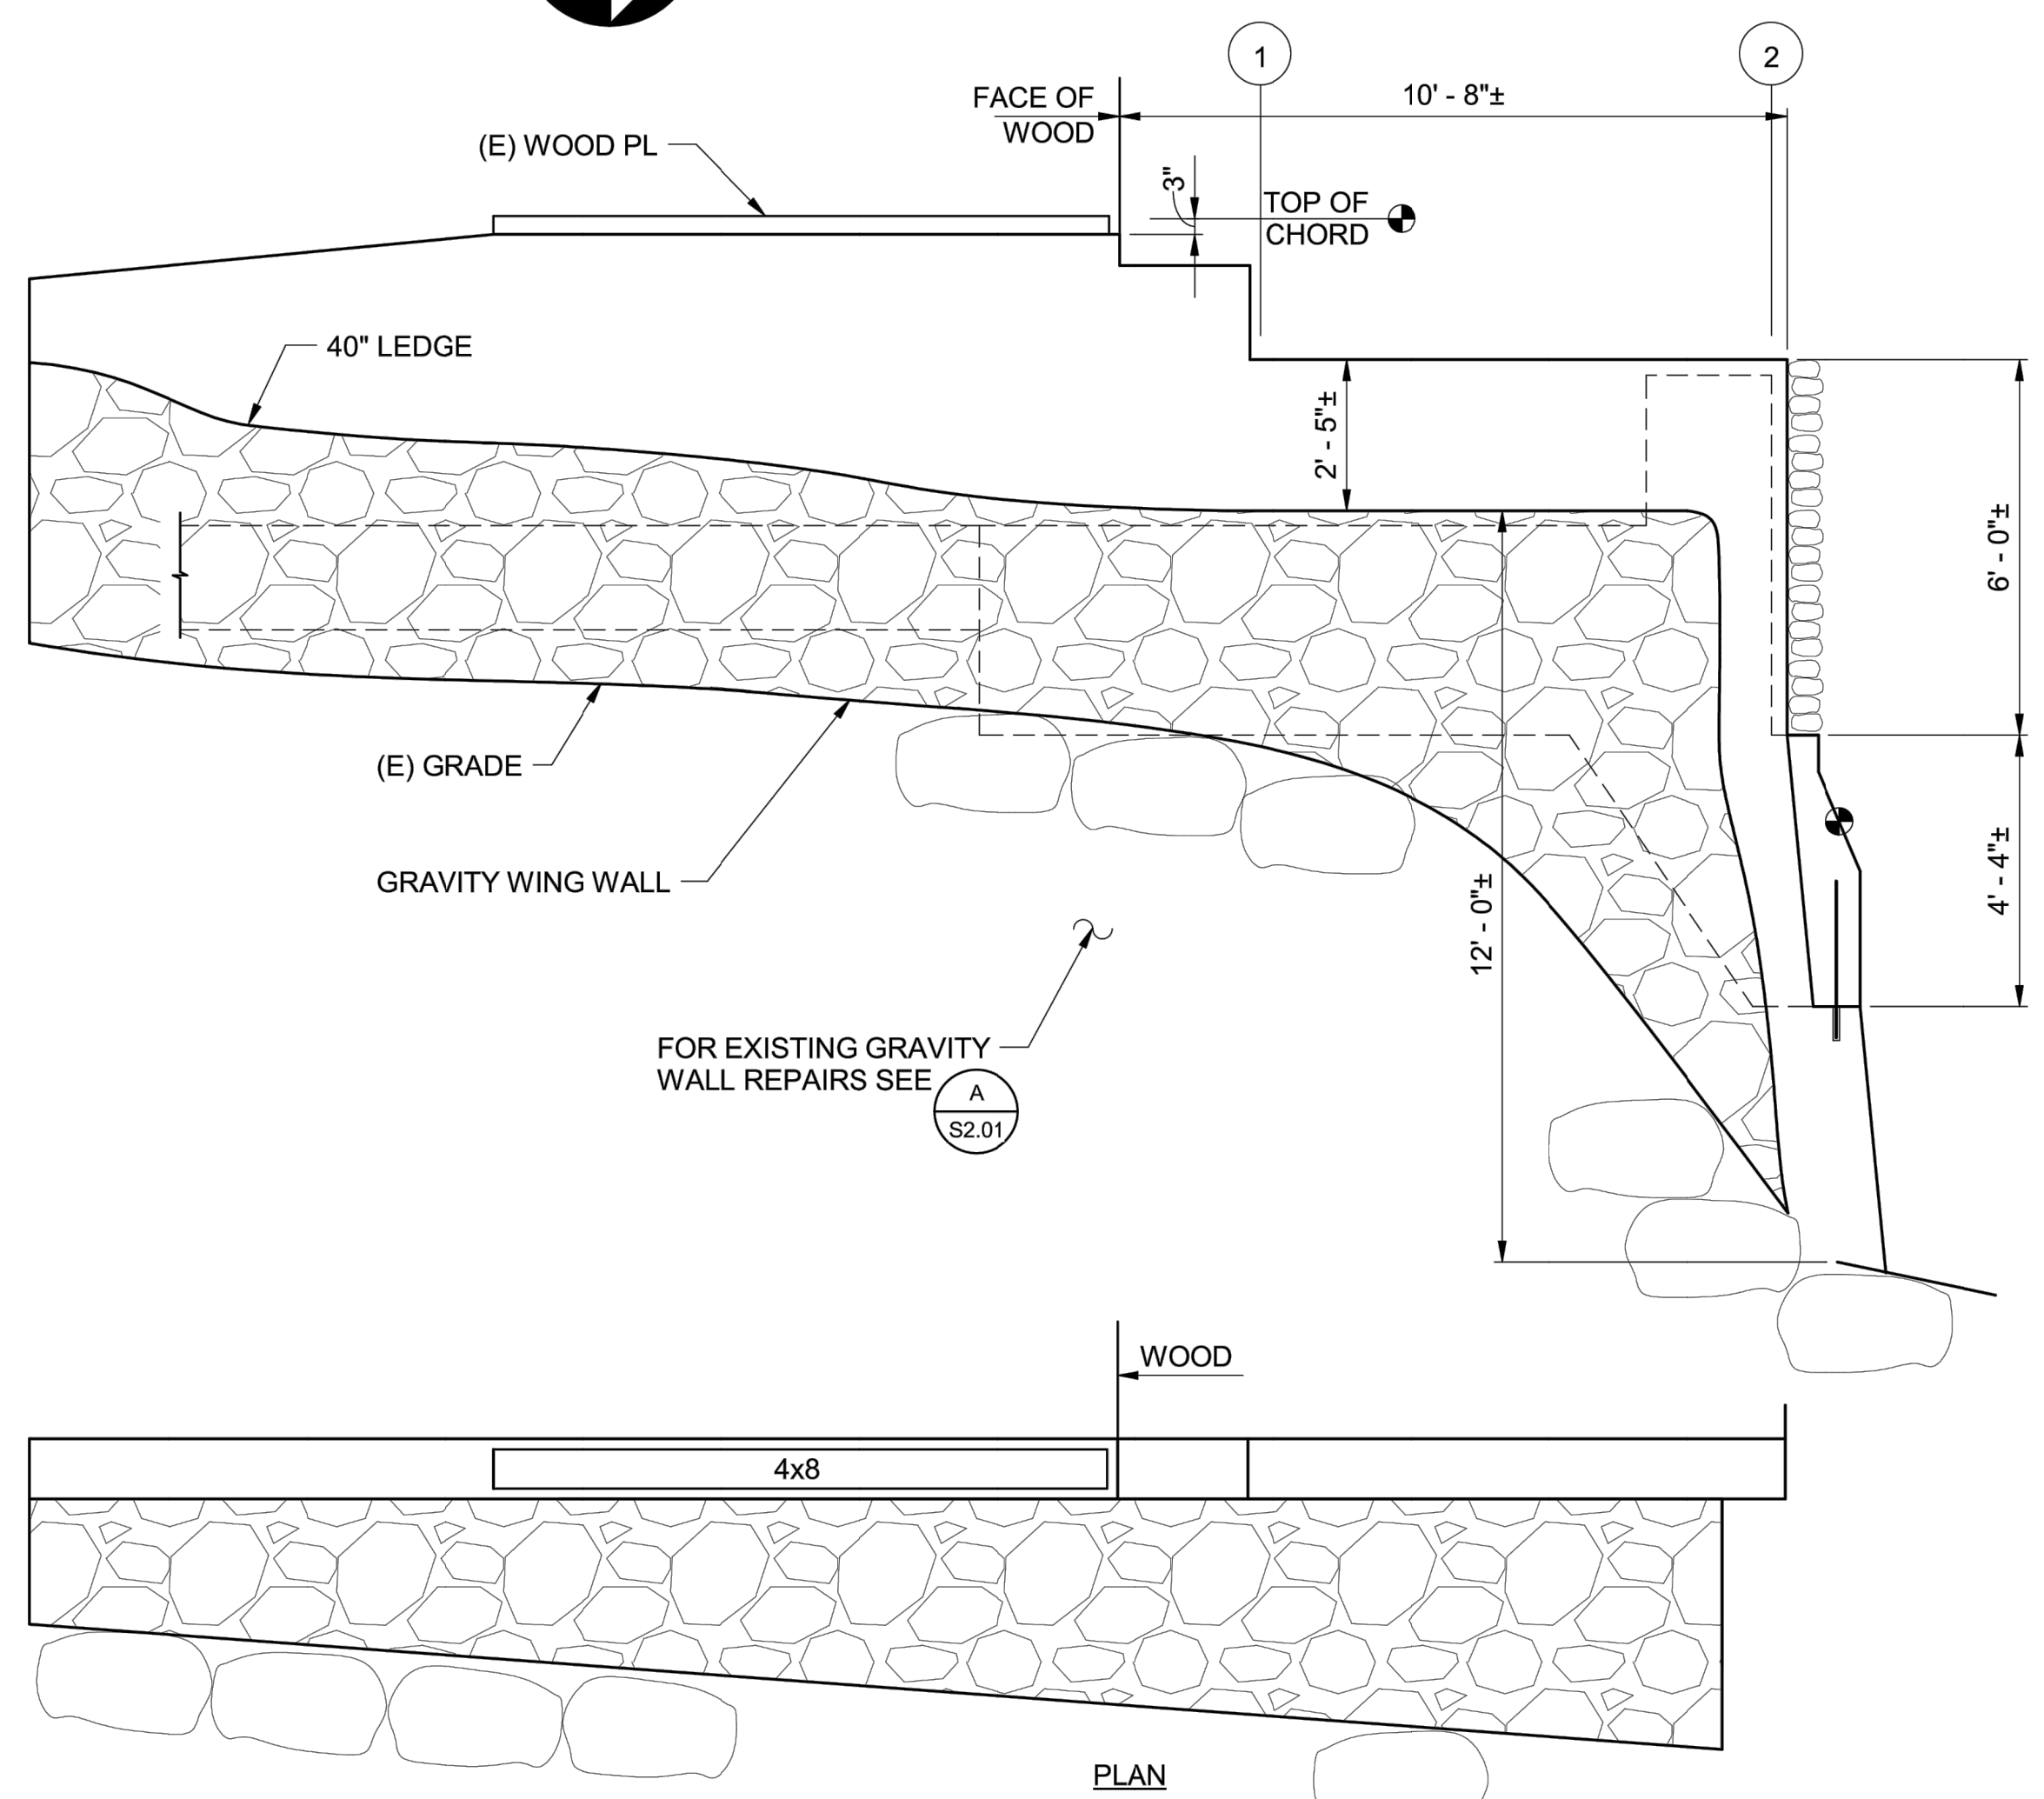 1
2
FACE OF
WOOD
10' - 8"±
(E) WOOD PL
3"
TOP OF
CHORD
40" LEDGE
2' - 5"±
6' - 0"±
(E) GRADE
GRAVITY WING WALL
12' - 0"±
4' - 4"±
FOR EXISTING GRAVITY
WALL REPAIRS SEE
A
S2.01
WOOD
4x8
PLAN